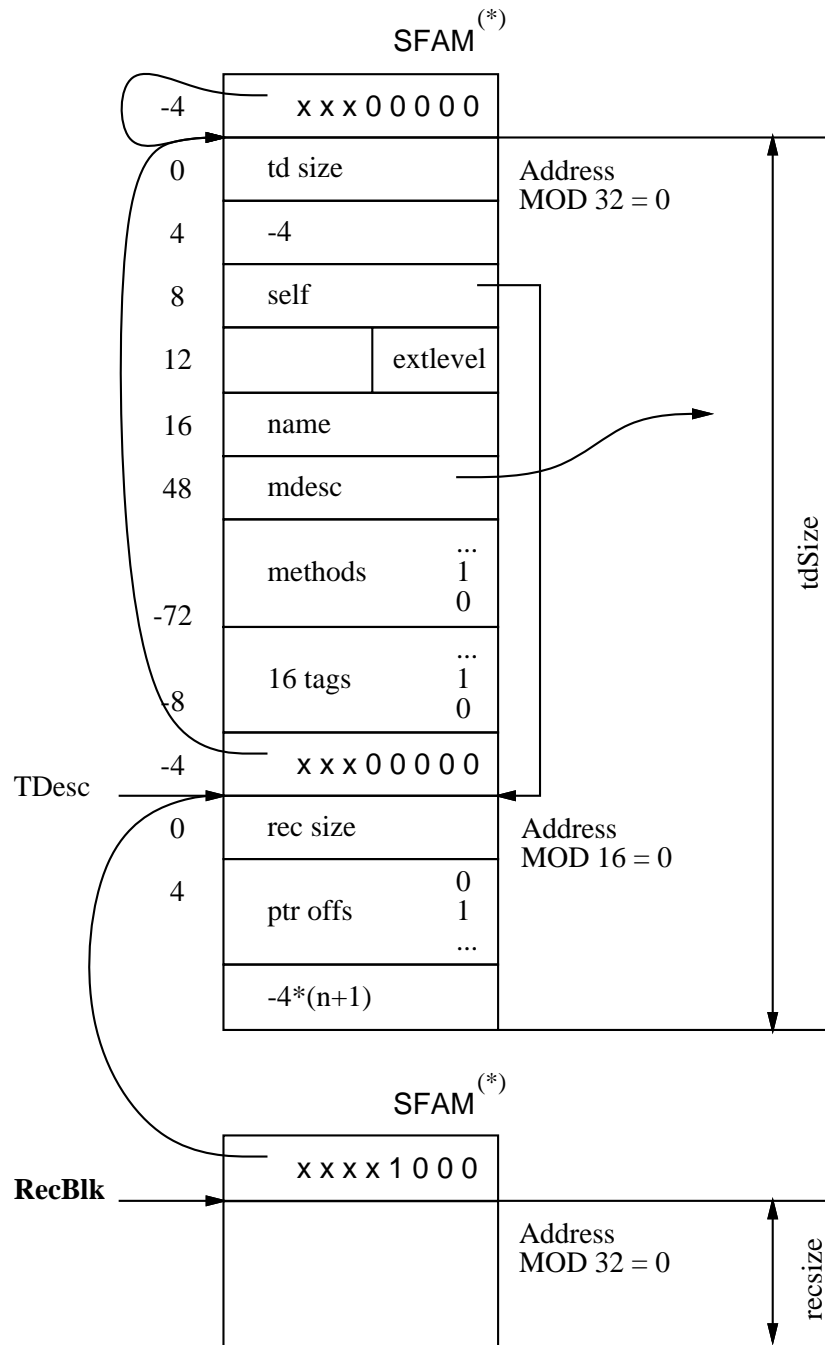 SFAM(*)
-4 x x x 0 0 0 0 0
0 td size Address
MOD 32 = 0
4 -4
8 self
12 extlevel
16 name
48 mdesc
tdSize
...
methods 1
0
-72
...
16 tags 1
0
-8
-4 x x x 0 0 0 0 0
TDesc
0 rec size Address
MOD 16 = 0
4 0
ptr offs 1
...
-4*(n+1)
SFAM(*)
x x x x 1 0 0 0
RecBlk
Address
MOD 32 = 0
recsize